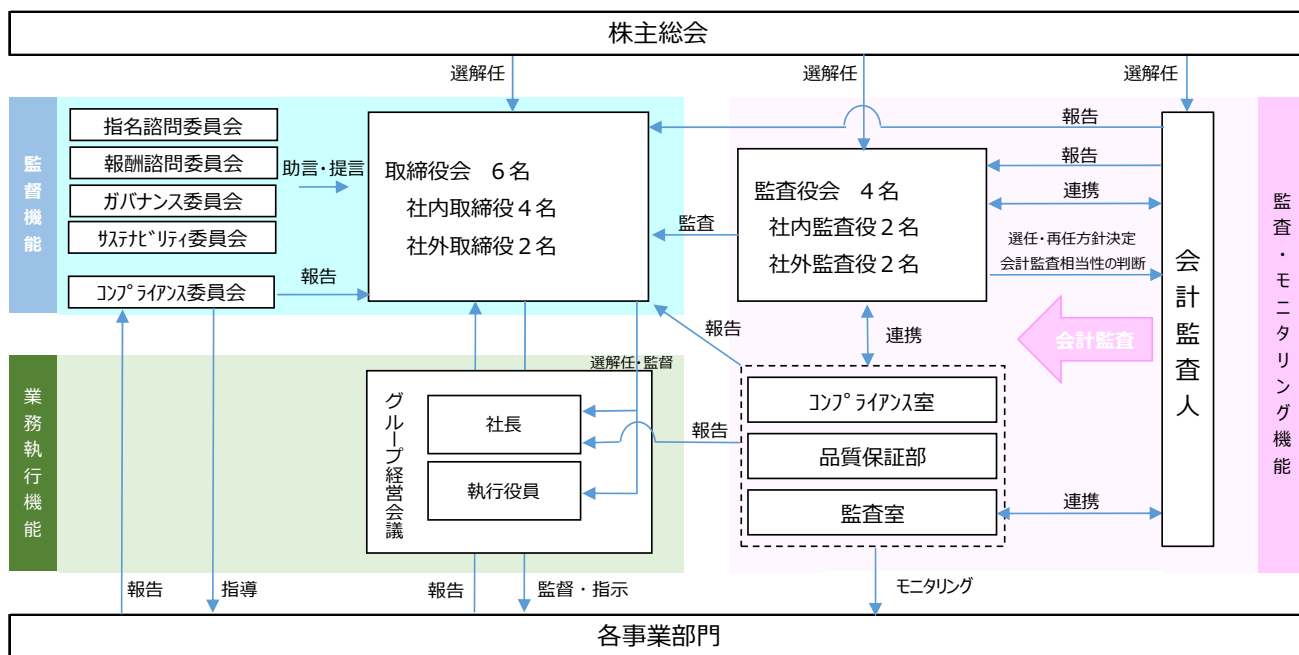 株主総会
選解任
選解任
選解任
監督機能
指名諮問委員会
報酬諮問委員会
ガバナンス委員会
ｻｽﾃﾅﾋﾞﾘﾃｨ委員会
ｺﾝﾌﾟﾗｲｱﾝｽ委員会
助言・提言
報告
取締役会　６名
社内取締役４名
社外取締役２名
監査
監査役会　４名
社内監査役２名
社外監査役２名
報告
報告
連携
選任・再任方針決定
会計監査相当性の判断
会計監査人
監査・モニタリング機能
会計監査
報告
連携
選解任・監督
業務執行機能
グループ経営会議
社長
執行役員
報告
ｺﾝﾌﾟﾗｲｱﾝｽ室
品質保証部
監査室
連携
報告
指導
報告
監督・指示
ﾓﾆﾀﾘﾝｸﾞ
各事業部門